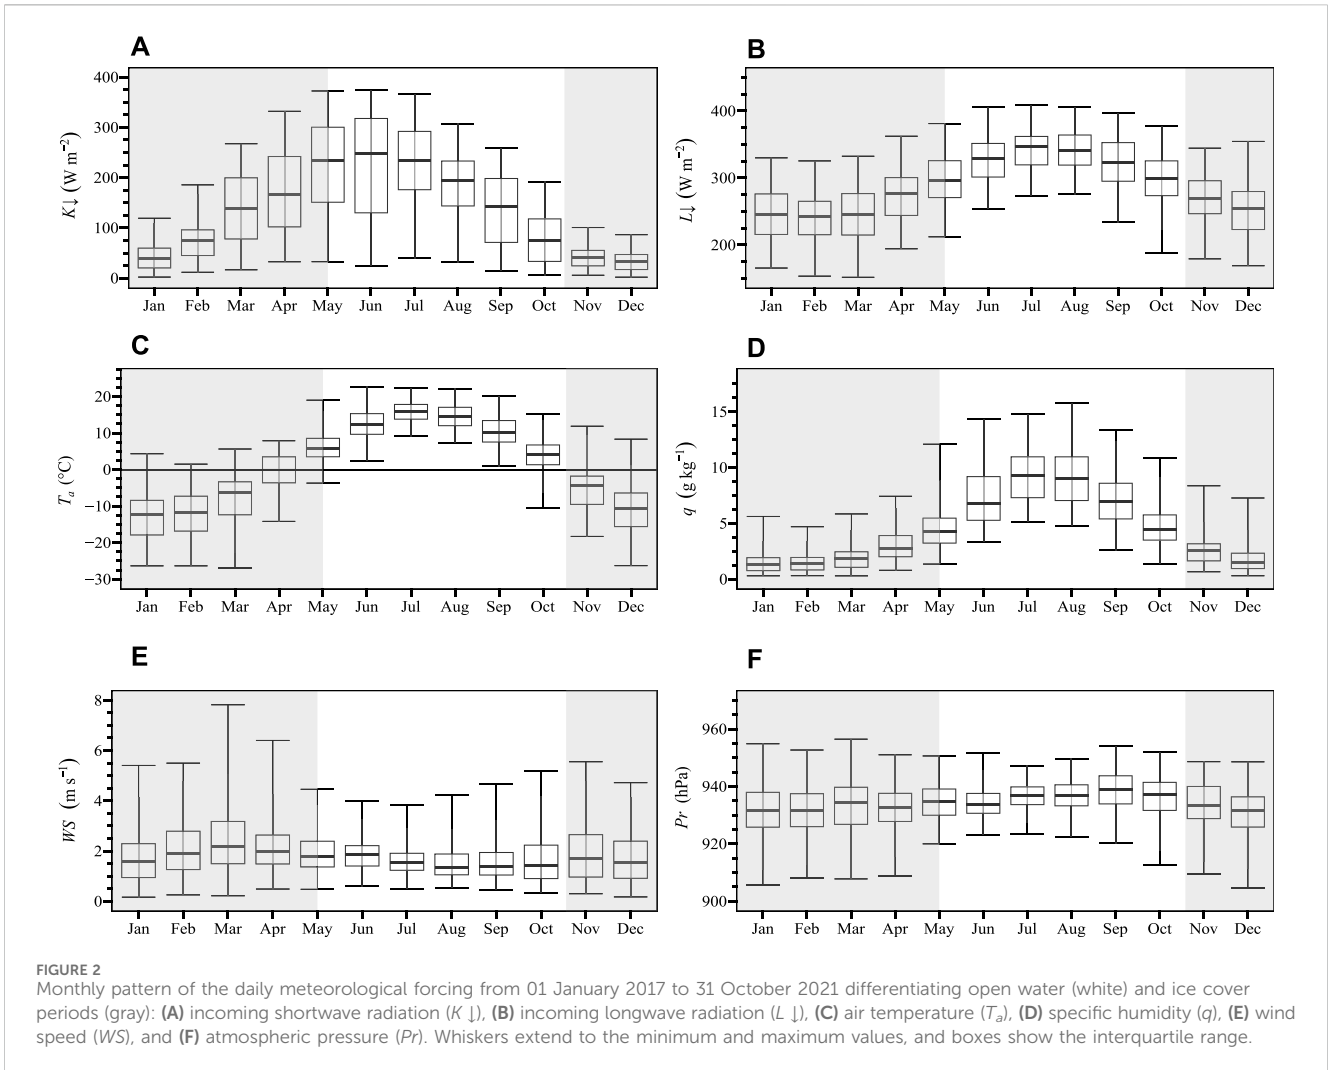 A
400
300
200
100
0
K↓ (W m⁻²)
Jan Feb Mar Apr May Jun Jul Aug Sep Oct Nov Dec
B
400
300
200
L↓ (W m⁻²)
Jan Feb Mar Apr May Jun Jul Aug Sep Oct Nov Dec
C
20
10
0
−10
−20
−30
Tₐ (°C)
Jan Feb Mar Apr May Jun Jul Aug Sep Oct Nov Dec
D
15
10
5
0
q (g kg⁻¹)
Jan Feb Mar Apr May Jun Jul Aug Sep Oct Nov Dec
E
8
6
4
2
0
WS (m s⁻¹)
Jan Feb Mar Apr May Jun Jul Aug Sep Oct Nov Dec
F
960
940
920
900
Pr (hPa)
Jan Feb Mar Apr May Jun Jul Aug Sep Oct Nov Dec
FIGURE 2
Monthly pattern of the daily meteorological forcing from 01 January 2017 to 31 October 2021 differentiating open water (white) and ice cover
periods (gray): (A) incoming shortwave radiation (K ↓), (B) incoming longwave radiation (L ↓), (C) air temperature (Tₐ), (D) specific humidity (q), (E) wind
speed (WS), and (F) atmospheric pressure (Pr). Whiskers extend to the minimum and maximum values, and boxes show the interquartile range.